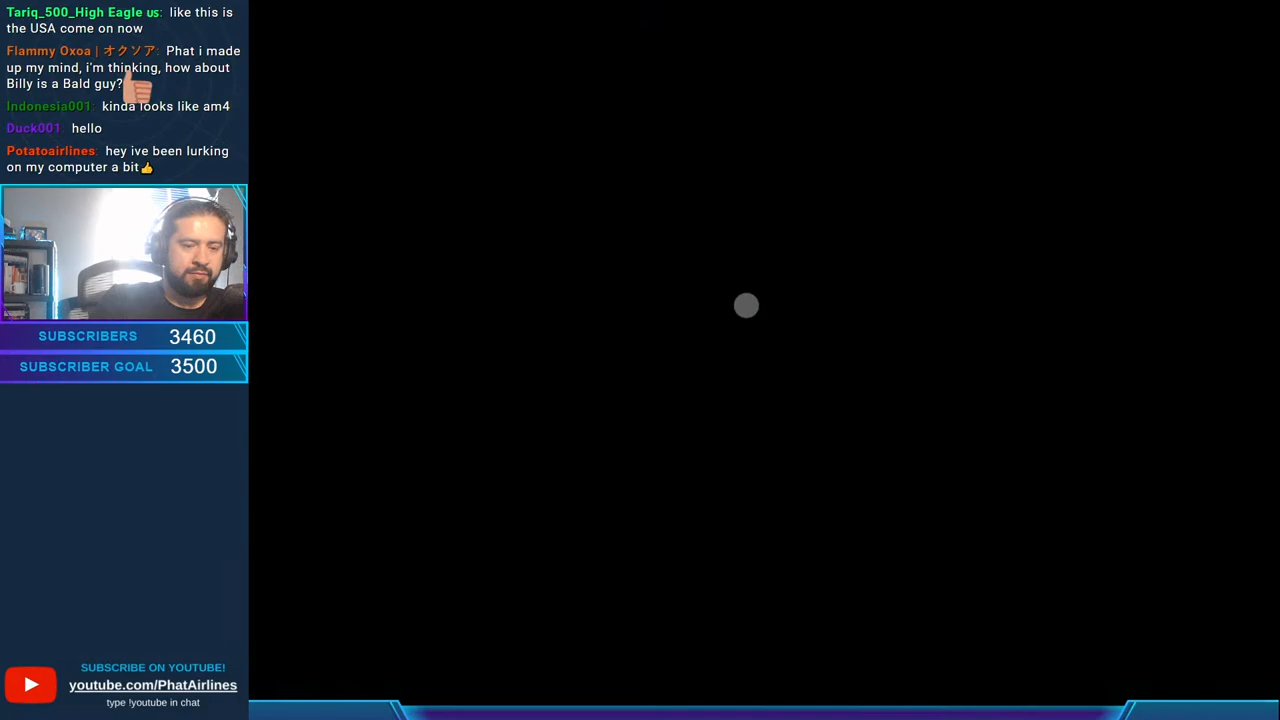 Tariq_500_High Eagle us: like this is
the USA come on now
Flammy Oxoa | オクソア: Phat i made
up my mind, i'm thinking, how about
Billy is a Bald guy?
Indonesia001: kinda looks like am4
Duck001: hello
Potatoairlines: hey ive been lurking
on my computer a bit👍
SUBSCRIBERS 3460
SUBSCRIBER GOAL 3500
SUBSCRIBE ON YOUTUBE!
youtube.com/PhatAirlines
type !youtube in chat